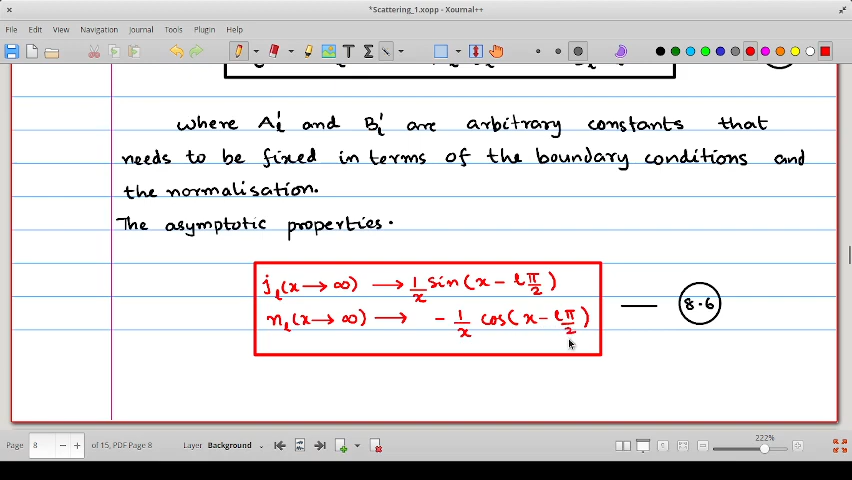 *Scattering_1.xopp - Xournal++
File Edit View Navigation Journal Tools Plugin Help
where A'ₗ and B'ₗ are arbitrary constants that
needs to be fixed in terms of the boundary conditions and
the normalisation.
The asymptotic properties.
jₗ(x → ∞) → 1/x sin(x - lπ/2)
nₗ(x → ∞) → - 1/x cos(x - lπ/2)
8.6
Page 8 of 15, PDF Page 8 Layer Background 222%